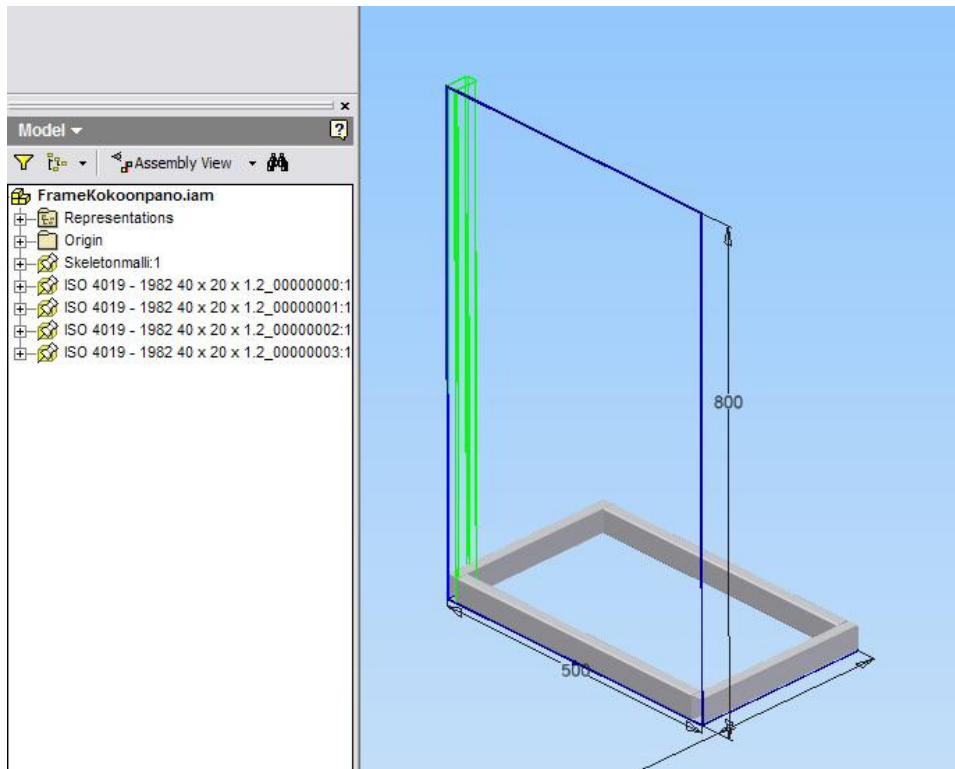 Model
Assembly View
FrameKokoonpano.iam
Representations
Origin
Skeletonmalli:1
ISO 4019 - 1982 40 x 20 x 1.2_00000000:1
ISO 4019 - 1982 40 x 20 x 1.2_00000001:1
ISO 4019 - 1982 40 x 20 x 1.2_00000002:1
ISO 4019 - 1982 40 x 20 x 1.2_00000003:1
800
500